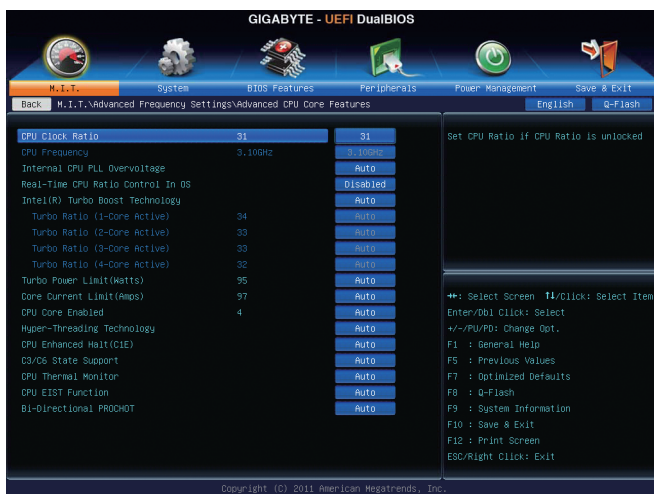 GIGABYTE - UEFI DualBIOS
M.I.T. System BIOS Features Peripherals Power Management Save & Exit
Back M.I.T.\Advanced Frequency Settings\Advanced CPU Core Features English Q-Flash
CPU Clock Ratio 31 31
CPU Frequency 3.10GHz 3.10GHz
Internal CPU PLL Overvoltage Auto
Real-Time CPU Ratio Control In OS Disabled
Intel(R) Turbo Boost Technology Auto
Turbo Ratio (1-Core Active) 34 Auto
Turbo Ratio (2-Core Active) 33 Auto
Turbo Ratio (3-Core Active) 33 Auto
Turbo Ratio (4-Core Active) 32 Auto
Turbo Power Limit(Watts) 95 Auto
Core Current Limit(Amps) 97 Auto
CPU Core Enabled 4 Auto
Hyper-Threading Technology Auto
CPU Enhanced Halt(C1E) Auto
C3/C6 State Support Auto
CPU Thermal Monitor Auto
CPU EIST Function Auto
Bi-Directional PROCHOT Auto
Set CPU Ratio if CPU Ratio is unlocked
→←: Select Screen ↑↓/Click: Select Item
Enter/Dbl Click: Select
+/-/PU/PD: Change Opt.
F1 : General Help
F5 : Previous Values
F7 : Optimized Defaults
F8 : Q-Flash
F9 : System Information
F10 : Save & Exit
F12 : Print Screen
ESC/Right Click: Exit
Copyright (C) 2011 American Megatrends, Inc.